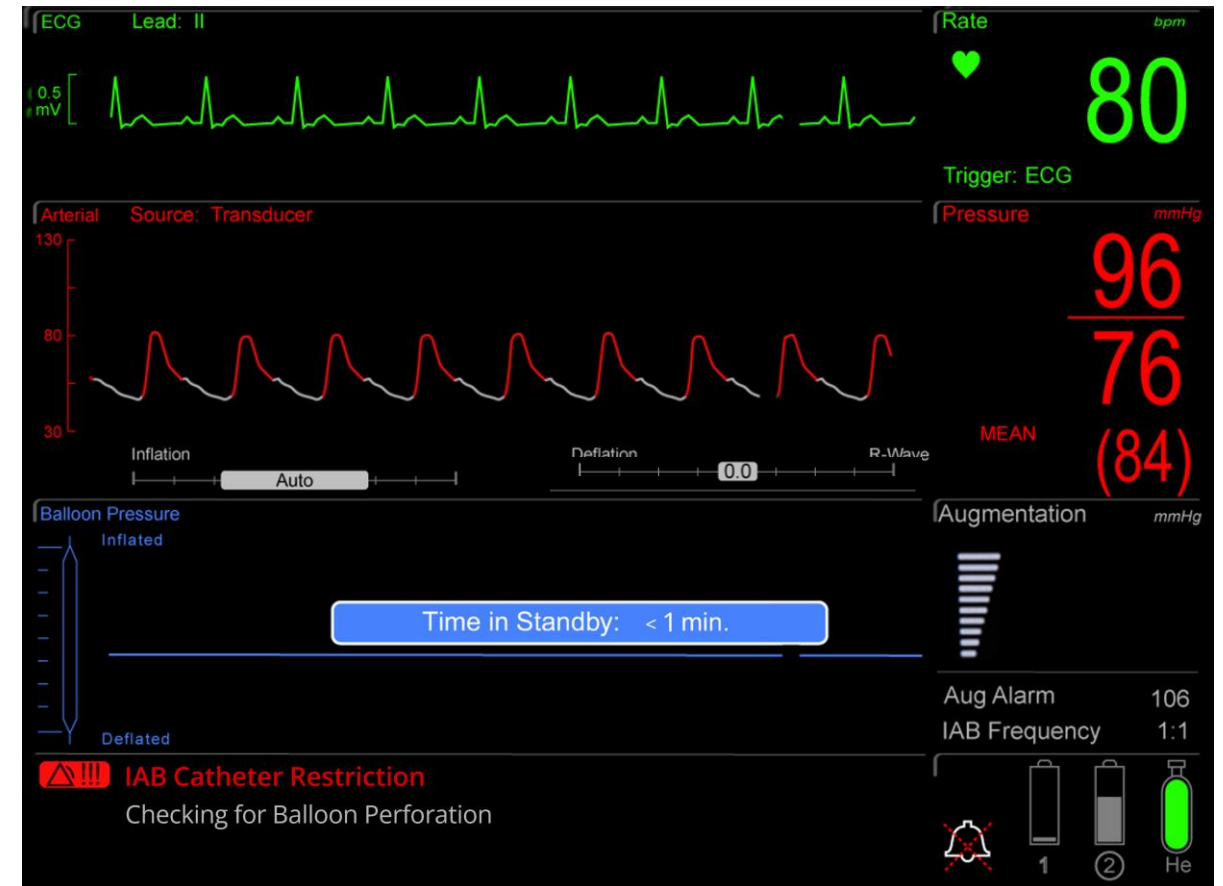 ECG Lead: II
0.5
mV
Rate bpm
80
Trigger: ECG
Arterial Source: Transducer
130
80
30
Pressure mmHg
96
76
MEAN (84)
Inflation
Auto
Deflation R-Wave
0.0
Balloon Pressure
Inflated
Time in Standby: < 1 min.
Deflated
Augmentation mmHg
Aug Alarm 106
IAB Frequency 1:1
!!! IAB Catheter Restriction
Checking for Balloon Perforation
1 2 He